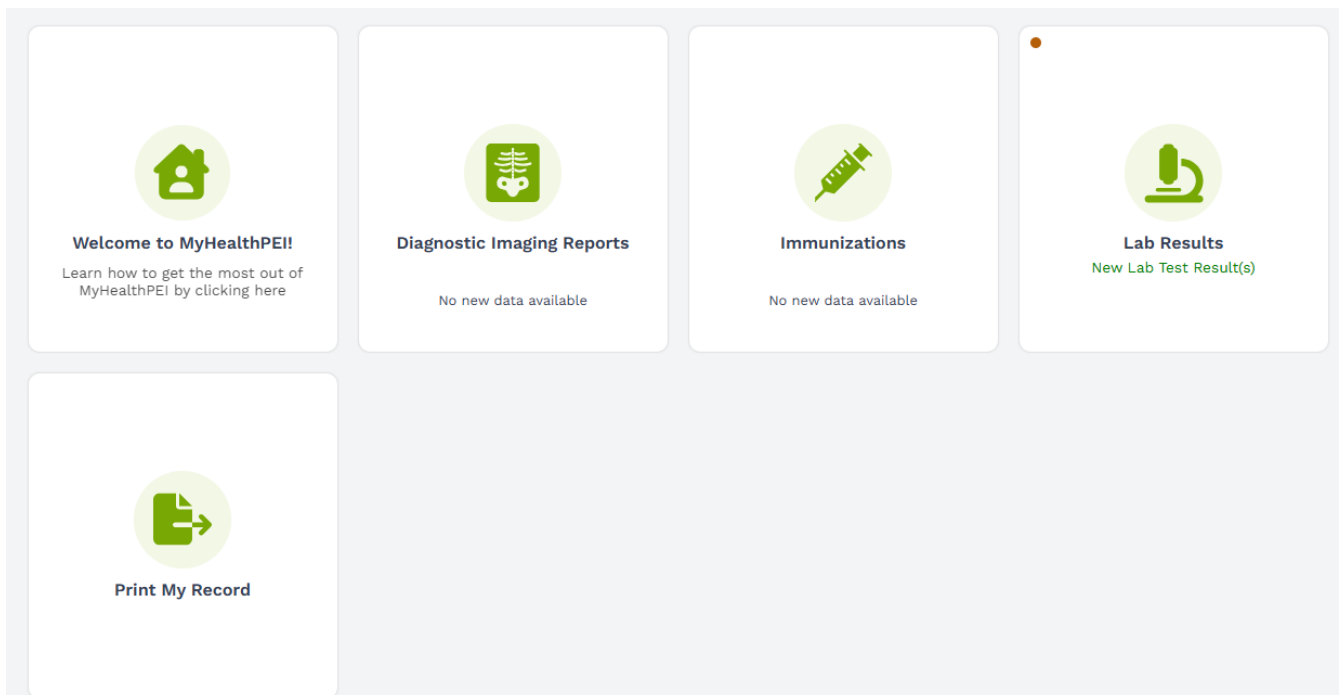 Welcome to MyHealthPEI!
Learn how to get the most out of
MyHealthPEI by clicking here
Diagnostic Imaging Reports
No new data available
Immunizations
No new data available
Lab Results
New Lab Test Result(s)
Print My Record